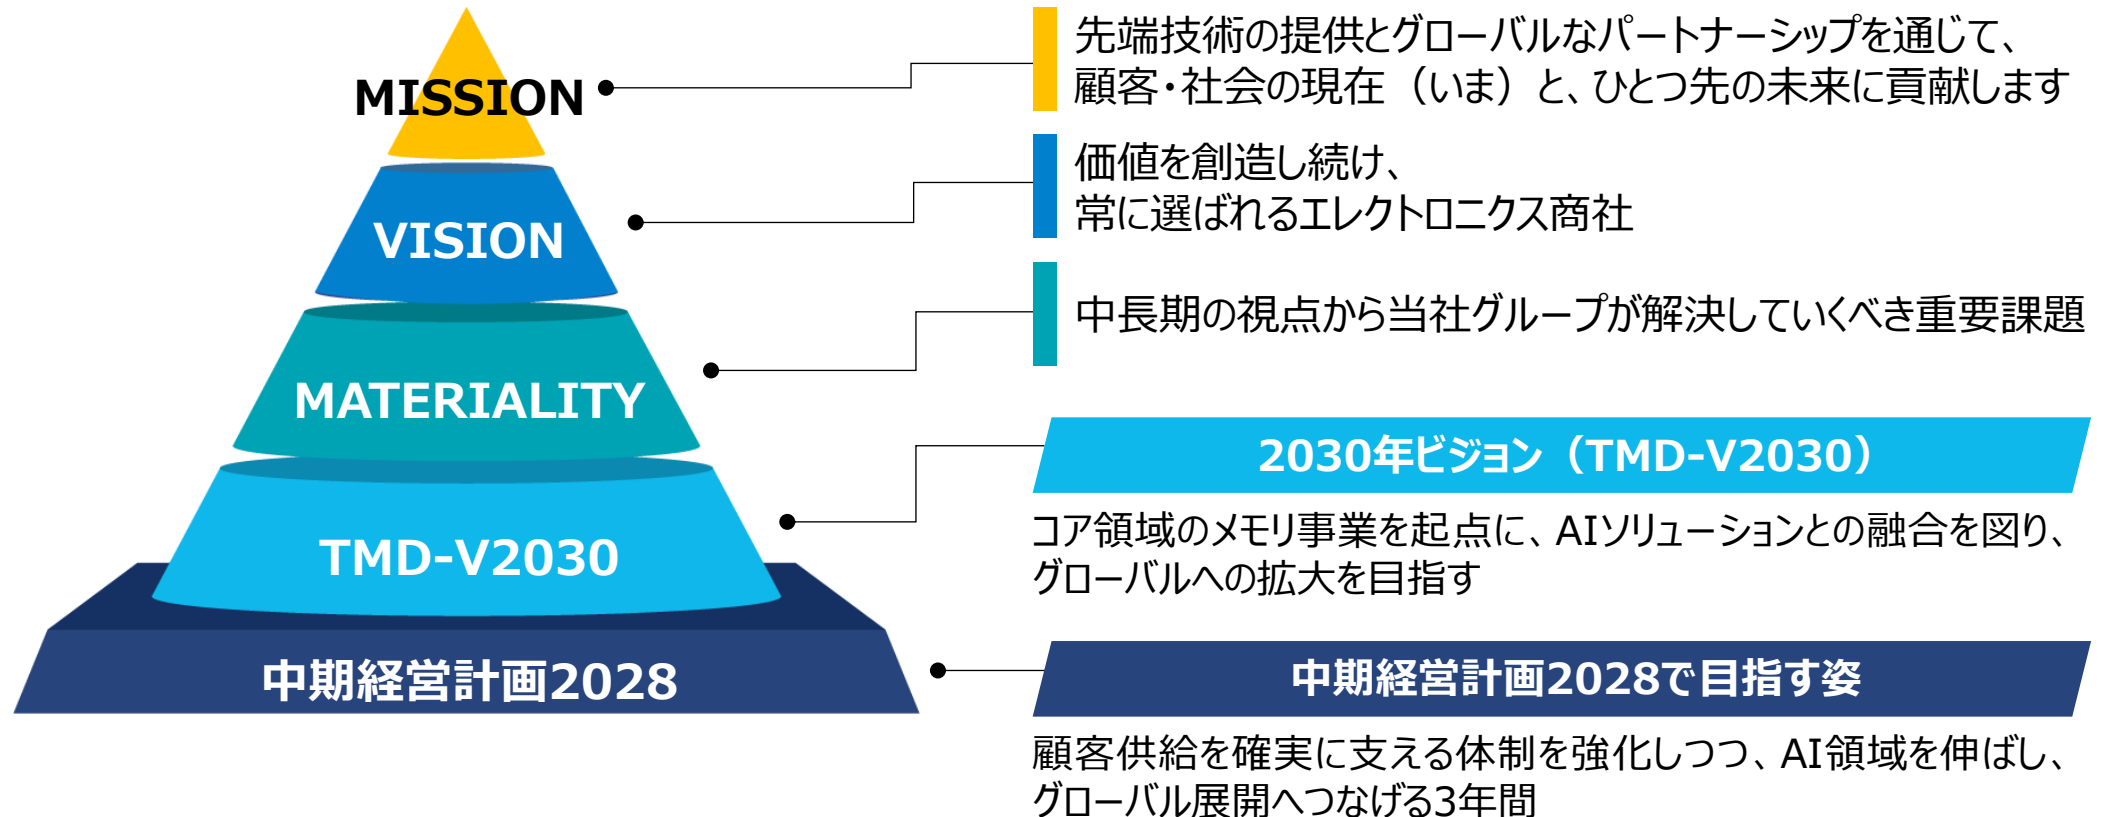 MISSION
先端技術の提供とグローバルなパートナーシップを通じて、
顧客・社会の現在（いま）と、ひとつ先の未来に貢献します
VISION
価値を創造し続け、
常に選ばれるエレクトロニクス商社
MATERIALITY
中長期の視点から当社グループが解決していくべき重要課題
TMD-V2030
2030年ビジョン（TMD-V2030）
コア領域のメモリ事業を起点に、AIソリューションとの融合を図り、
グローバルへの拡大を目指す
中期経営計画2028
中期経営計画2028で目指す姿
顧客供給を確実に支える体制を強化しつつ、AI領域を伸ばし、
グローバル展開へつなげる3年間